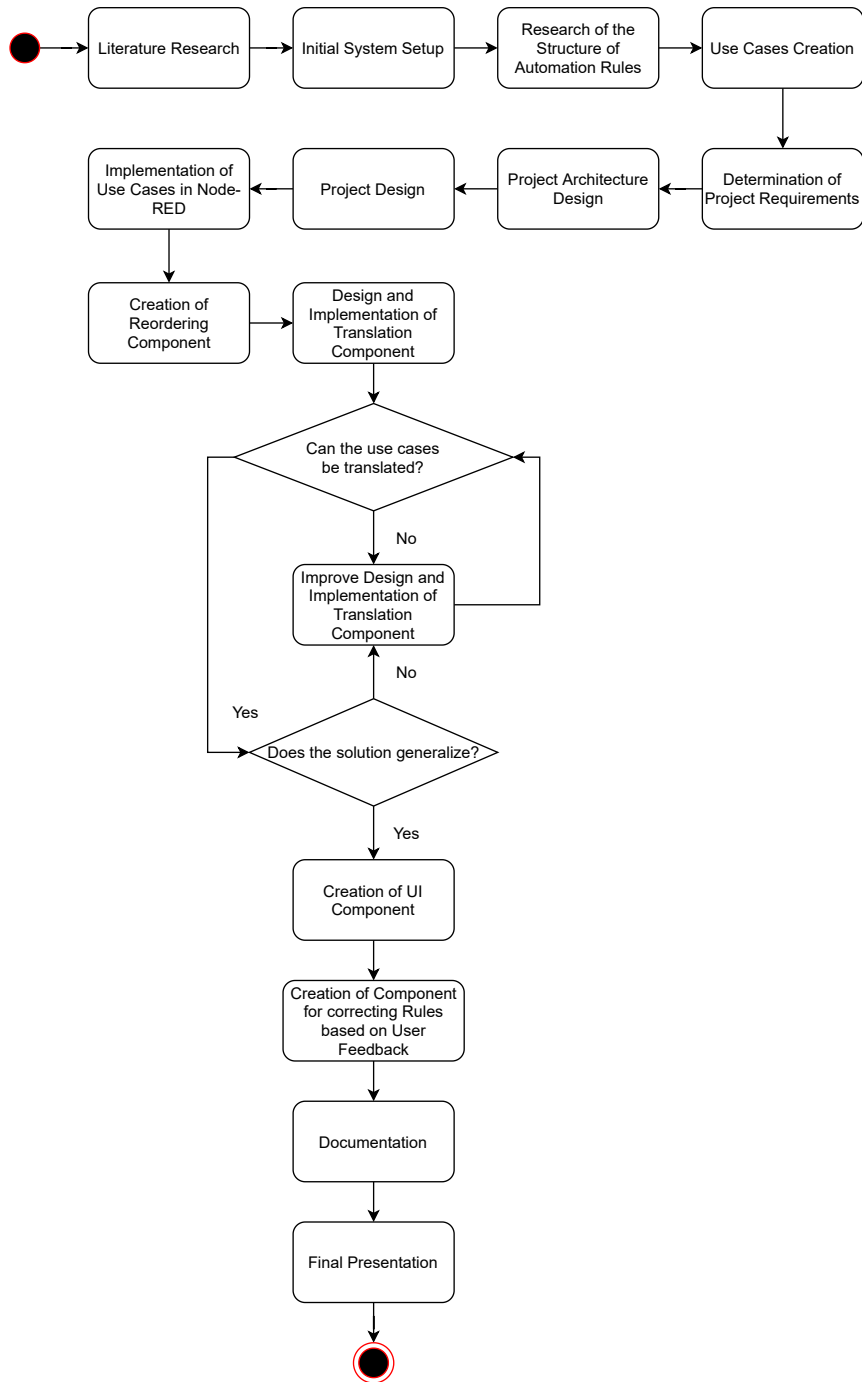 Literature Research
Initial System Setup
Research of the
Structure of
Automation Rules
Use Cases Creation
Implementation of
Use Cases in Node-
RED
Project Design
Project Architecture
Design
Determination of
Project Requirements
Creation of
Reordering
Component
Design and
Implementation of
Translation
Component
Can the use cases
be translated?
No
Improve Design and
Implementation of
Translation
Component
No
Yes
Does the solution generalize?
Yes
Creation of UI
Component
Creation of Component
for correcting Rules
based on User
Feedback
Documentation
Final Presentation